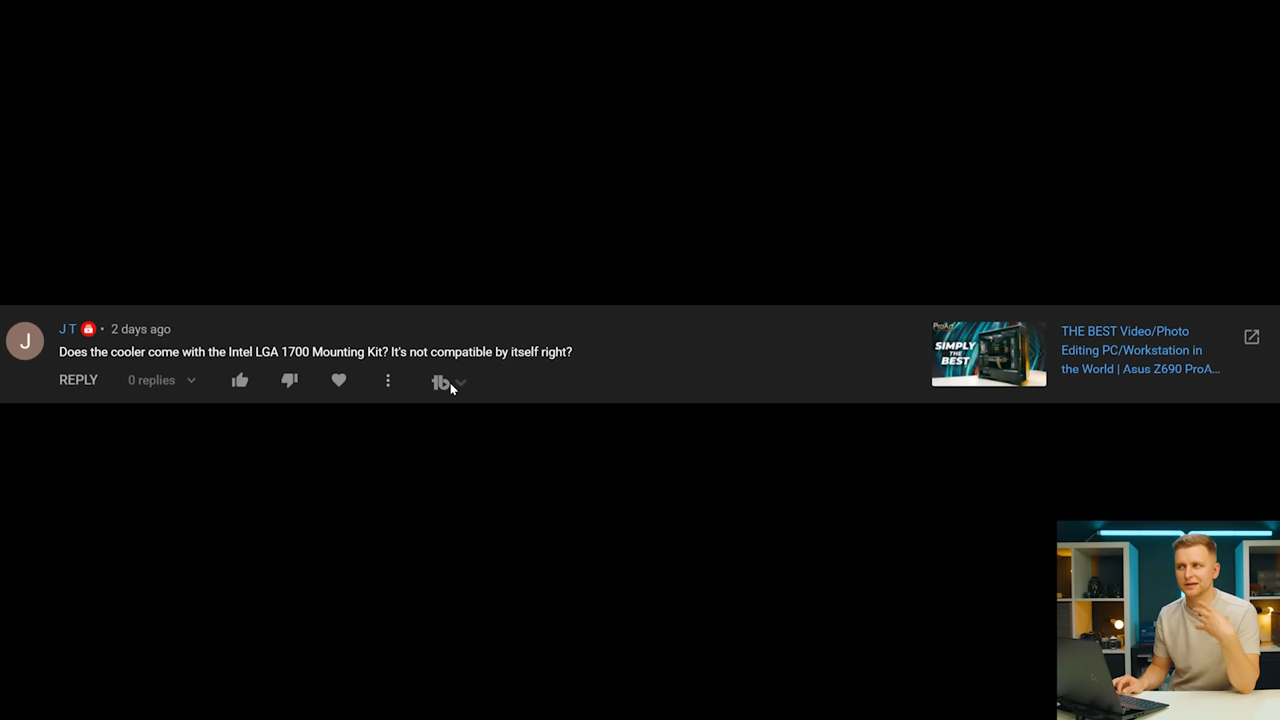 J
J T • 2 days ago
Does the cooler come with the Intel LGA 1700 Mounting Kit? It's not compatible by itself right?
REPLY 0 replies
tb
ProArt
SIMPLY
THE
BEST
THE BEST Video/Photo
Editing PC/Workstation in
the World | Asus Z690 ProA...